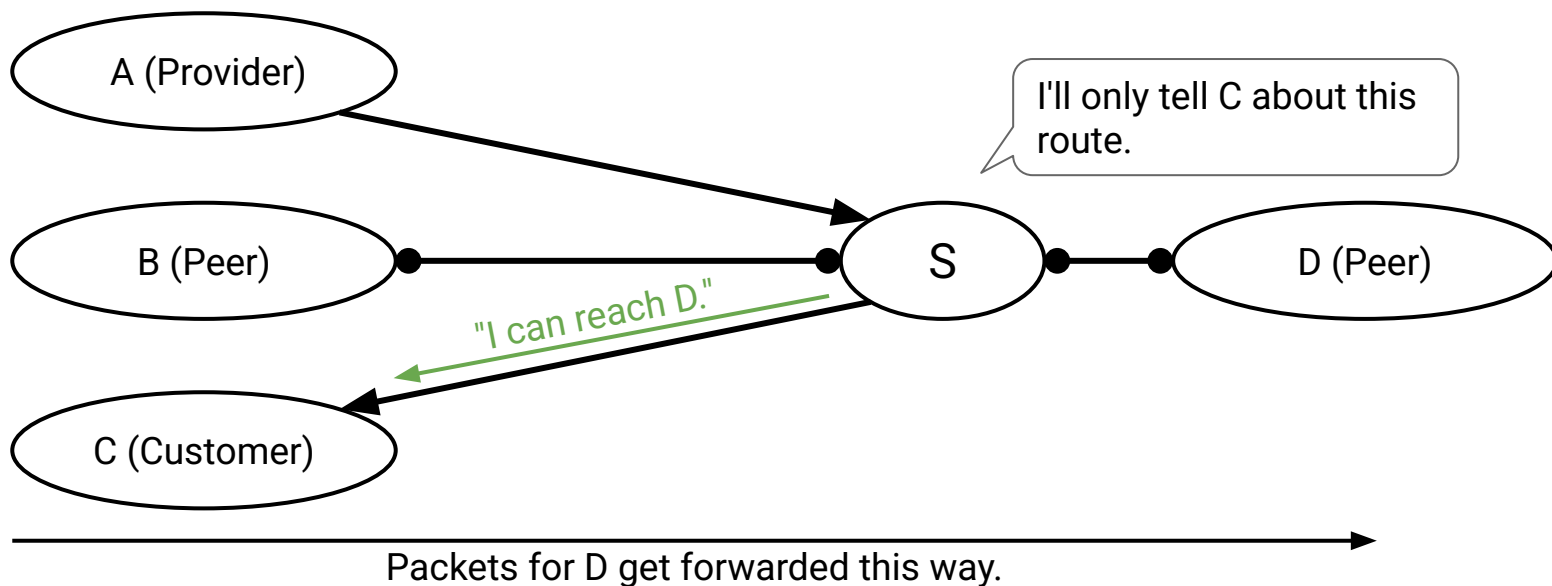 A (Provider)
I'll only tell C about this
route.
B (Peer)
S
D (Peer)
"I can reach D."
C (Customer)
Packets for D get forwarded this way.